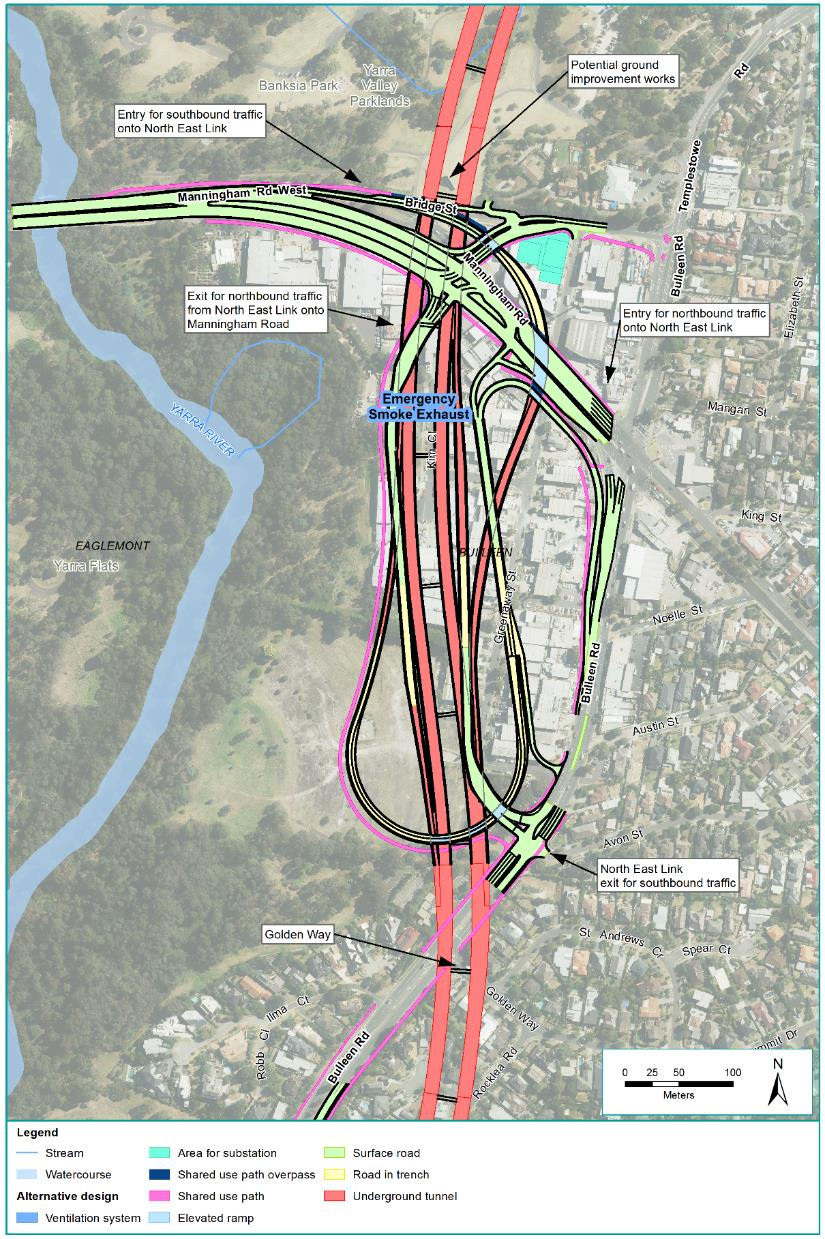 Banksia Park
Yarra
Valley
Parklands
Potential ground
improvement works
Rd
Entry for southbound traffic
onto North East Link
Templestowe
Manningham Rd West
Bridge St
Bulleen Rd
Manningham Rd
Elizabeth St
Exit for northbound traffic
from North East Link onto
Manningham Road
Entry for northbound traffic
onto North East Link
Emergency
Smoke Exhaust
YARRA RIVER
Mangan St
Kim Cl
King St
EAGLEMONT
Yarra Flats
BULLEEN
Greenaway St
Noelle St
Bulleen Rd
Austin St
Avon St
North East Link
exit for southbound traffic
Golden Way
St Andrews Cr
Spear Ct
Golden Way
Ilma Ct
Robb Cl
Bulleen Rd
Rocklea Rd
mmit Dr
0 25 50 100
Meters
N
Legend
Stream
Watercourse
Alternative design
Ventilation system
Area for substation
Shared use path overpass
Shared use path
Elevated ramp
Surface road
Road in trench
Underground tunnel